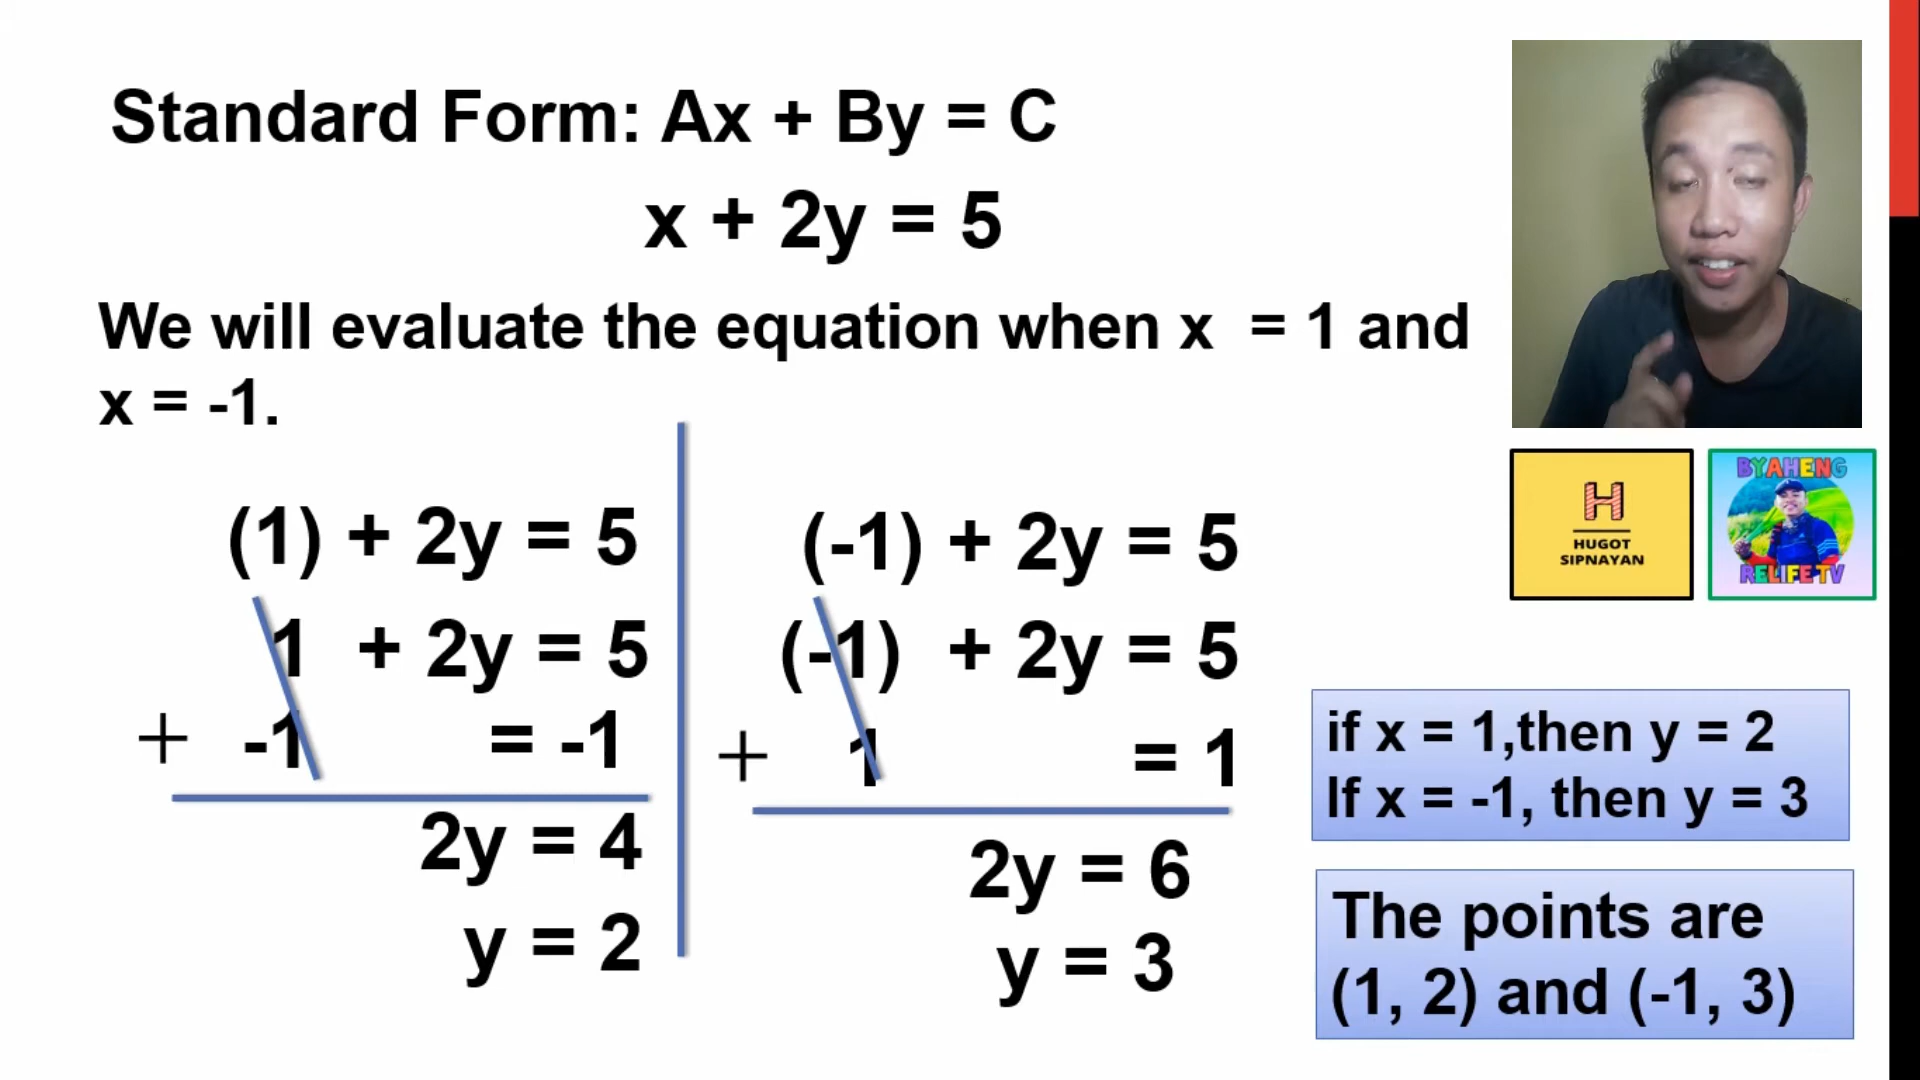 Standard Form: Ax + By = C
x + 2y = 5
We will evaluate the equation when x = 1 and
x = -1.
(1) + 2y = 5
1 + 2y = 5
+ -1 = -1
2y = 4
y = 2
(-1) + 2y = 5
(-1) + 2y = 5
+ 1 = 1
2y = 6
y = 3
H
HUGOT
SIPNAYAN
BYAHENG
RELIFE TV
if x = 1,then y = 2
If x = -1, then y = 3
The points are
(1, 2) and (-1, 3)